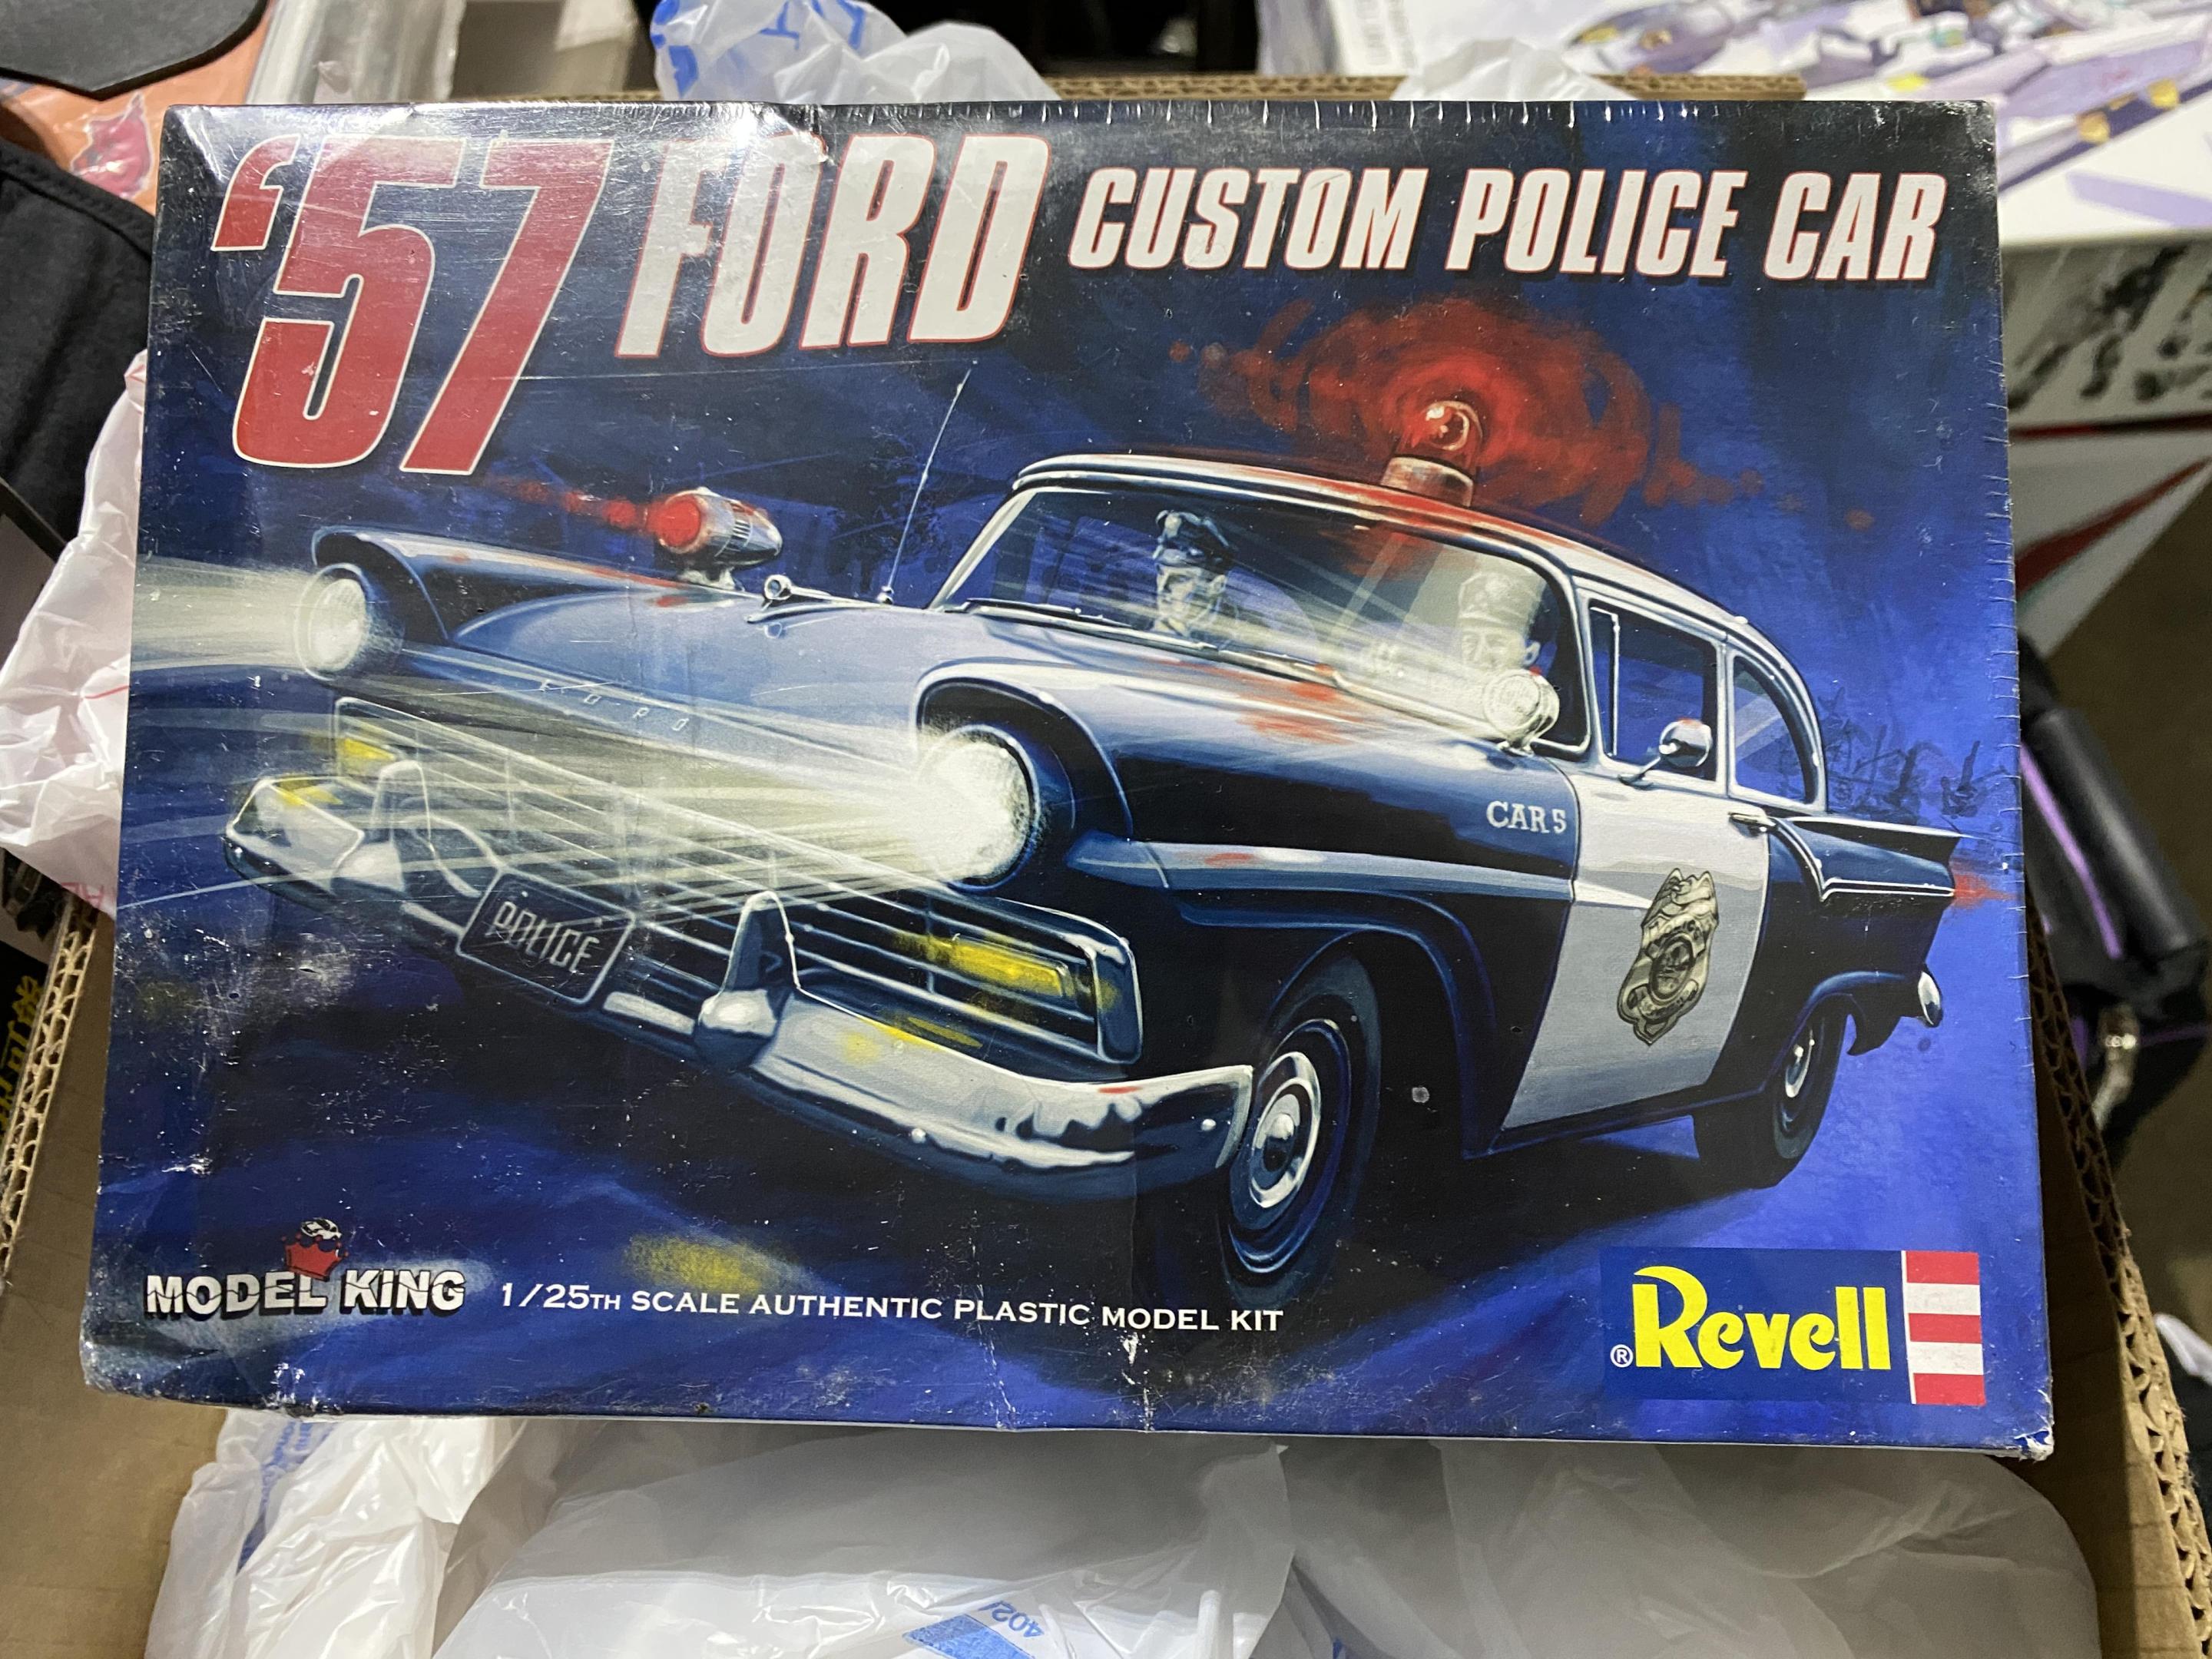 '57 FORD CUSTOM POLICE CAR
FORD
CAR 5
POLICE
MODEL KING
1/25TH SCALE AUTHENTIC PLASTIC MODEL KIT
® Revell